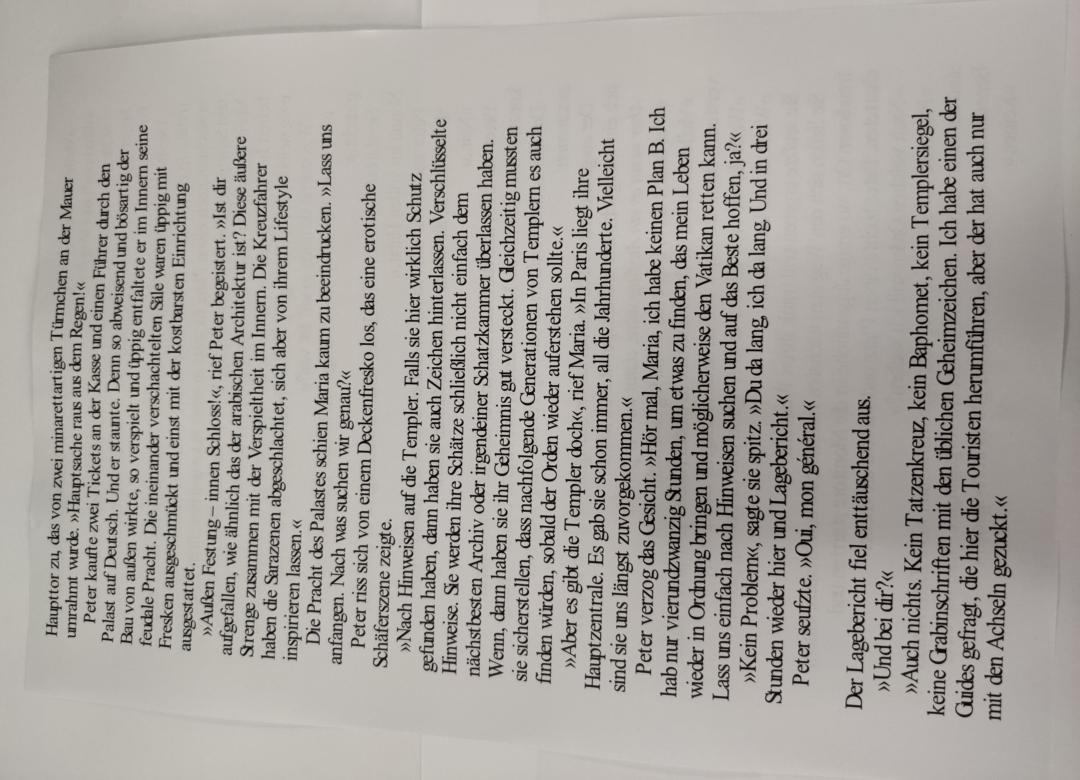 Haupttor zu, das von zwei minarettartigen Türmchen an der Mauer
umrahmt wurde. »Hauptsache raus aus dem Regen!«
Peter kaufte zwei Tickets an der Kasse und einen Führer durch den
Palast auf Deutsch. Und er staunte. Denn so abweisend und bösartig der
Bau von außen wirkte, so verspielt und üppig entfaltete er im Innern seine
feudale Pracht. Die ineinander verschachtelten Säle waren üppig mit
Fresken ausgeschmückt und einst mit der kostbarsten Einrichtung
ausgestattet.
»Außen Festung – innen Schloss!«, rief Peter begeistert. »Ist dir
aufgefallen, wie ähnlich das der arabischen Architektur ist? Diese äußere
Strenge zusammen mit der Verspieltheit im Innern. Die Kreuzfahrer
haben die Sarazenen abgeschlachtet, sich aber von ihrem Lifestyle
inspirieren lassen.«
Die Pracht des Palastes schien Maria kaum zu beeindrucken. »Lass uns
anfangen. Nach was suchen wir genau?«
Peter riss sich von einem Deckenfresko los, das eine erotische
Schäferszene zeigte.
»Nach Hinweisen auf die Templer. Falls sie hier wirklich Schutz
gefunden haben, dann haben sie auch Zeichen hinterlassen. Verschlüsselte
Hinweise. Sie werden ihre Schätze schließlich nicht einfach dem
nächstbesten Archiv oder irgendeiner Schatzkammer überlassen haben.
Wenn, dann haben sie ihr Geheimnis gut versteckt. Gleichzeitig mussten
sie sicherstellen, dass nachfolgende Generationen von Templern es auch
finden würden, sobald der Orden wieder auferstehen sollte.«
»Aber es gibt die Templer doch«, rief Maria. »In Paris liegt ihre
Hauptzentrale. Es gab sie schon immer, all die Jahrhunderte. Vielleicht
sind sie uns längst zuvorgekommen.«
Peter verzog das Gesicht. »Hör mal, Maria, ich habe keinen Plan B. Ich
hab nur vierundzwanzig Stunden, um etwas zu finden, das mein Leben
wieder in Ordnung bringen und möglicherweise den Vatikan retten kann.
Lass uns einfach nach Hinweisen suchen und auf das Beste hoffen, ja?«
»Kein Problem«, sagte sie spitz. »Du da lang, ich da lang. Und in drei
Stunden wieder hier und Lagebericht.«
Peter seufzte. »Oui, mon général.«
Der Lagebericht fiel enttäuschend aus.
»Und bei dir?«
»Auch nichts. Kein Tatzenkreuz, kein Baphomet, kein Templersiegel,
keine Grabinschriften mit den üblichen Geheimzeichen. Ich habe einen der
Guides gefragt, die hier die Touristen herumführen, aber der hat auch nur
mit den Achseln gezuckt.«